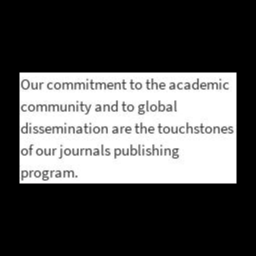 Our commitment to the academic
community and to global
dissemination are the touchstones
of our journals publishing
program.